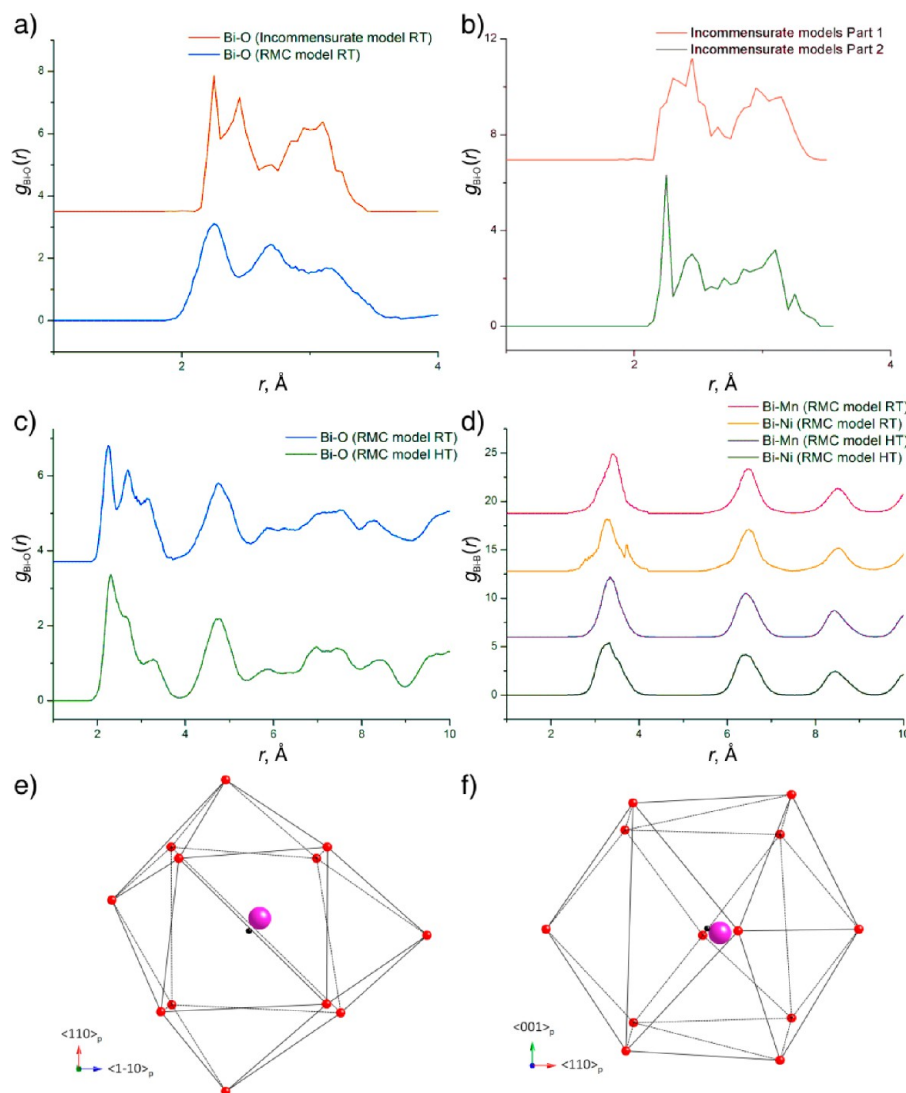 a)
Bi-O (Incommensurate model RT)
Bi-O (RMC model RT)
8
6
4
2
0
gBi-O(r)
2
4
r, Å
b)
Incommensurate models Part 1
Incommensurate models Part 2
12
8
4
0
gBi-O(r)
2
4
r, Å
c)
Bi-O (RMC model RT)
Bi-O (RMC model HT)
6
4
2
0
gBi-O(r)
2
4
6
8
10
r, Å
d)
Bi-Mn (RMC model RT)
Bi-Ni (RMC model RT)
Bi-Mn (RMC model HT)
Bi-Ni (RMC model HT)
20
15
10
5
0
gBi-B(r)
2
4
6
8
10
r, Å
e)
<110>p
<1-10>p
f)
<001>p
<110>p